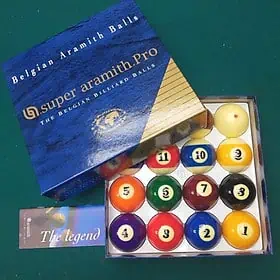 Belgian Aramith Balls
super aramith Pro
THE BELGIAN BILLIARD BALLS
11
10
9
5
6
7
8
4
3
2
1
The legend